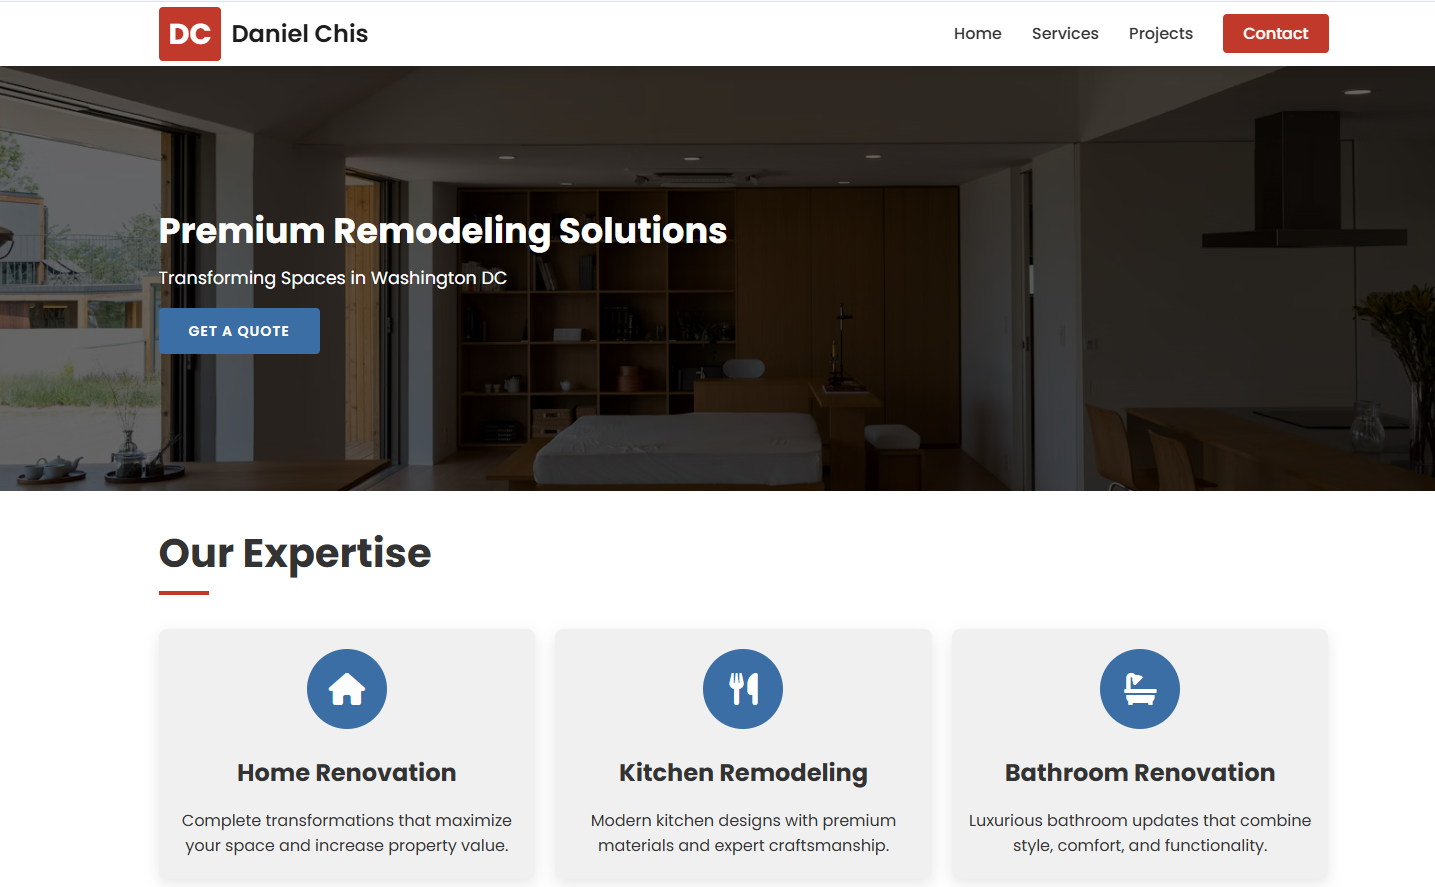 DC Daniel Chis
Home Services Projects Contact
Premium Remodeling Solutions
Transforming Spaces in Washington DC
GET A QUOTE
Our Expertise
Home Renovation
Complete transformations that maximize
your space and increase property value.
Kitchen Remodeling
Modern kitchen designs with premium
materials and expert craftsmanship.
Bathroom Renovation
Luxurious bathroom updates that combine
style, comfort, and functionality.